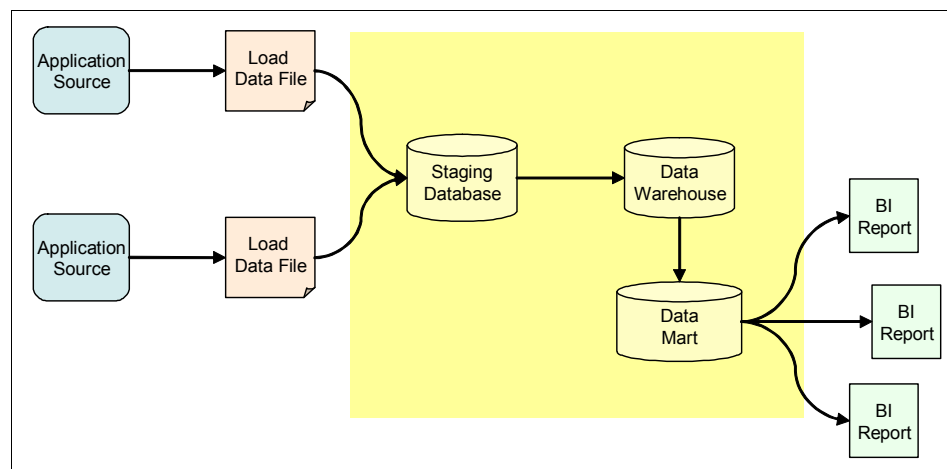 Application
Source
Load
Data File
Staging
Database
Data
Warehouse
Application
Source
Load
Data File
Data
Mart
BI
Report
BI
Report
BI
Report